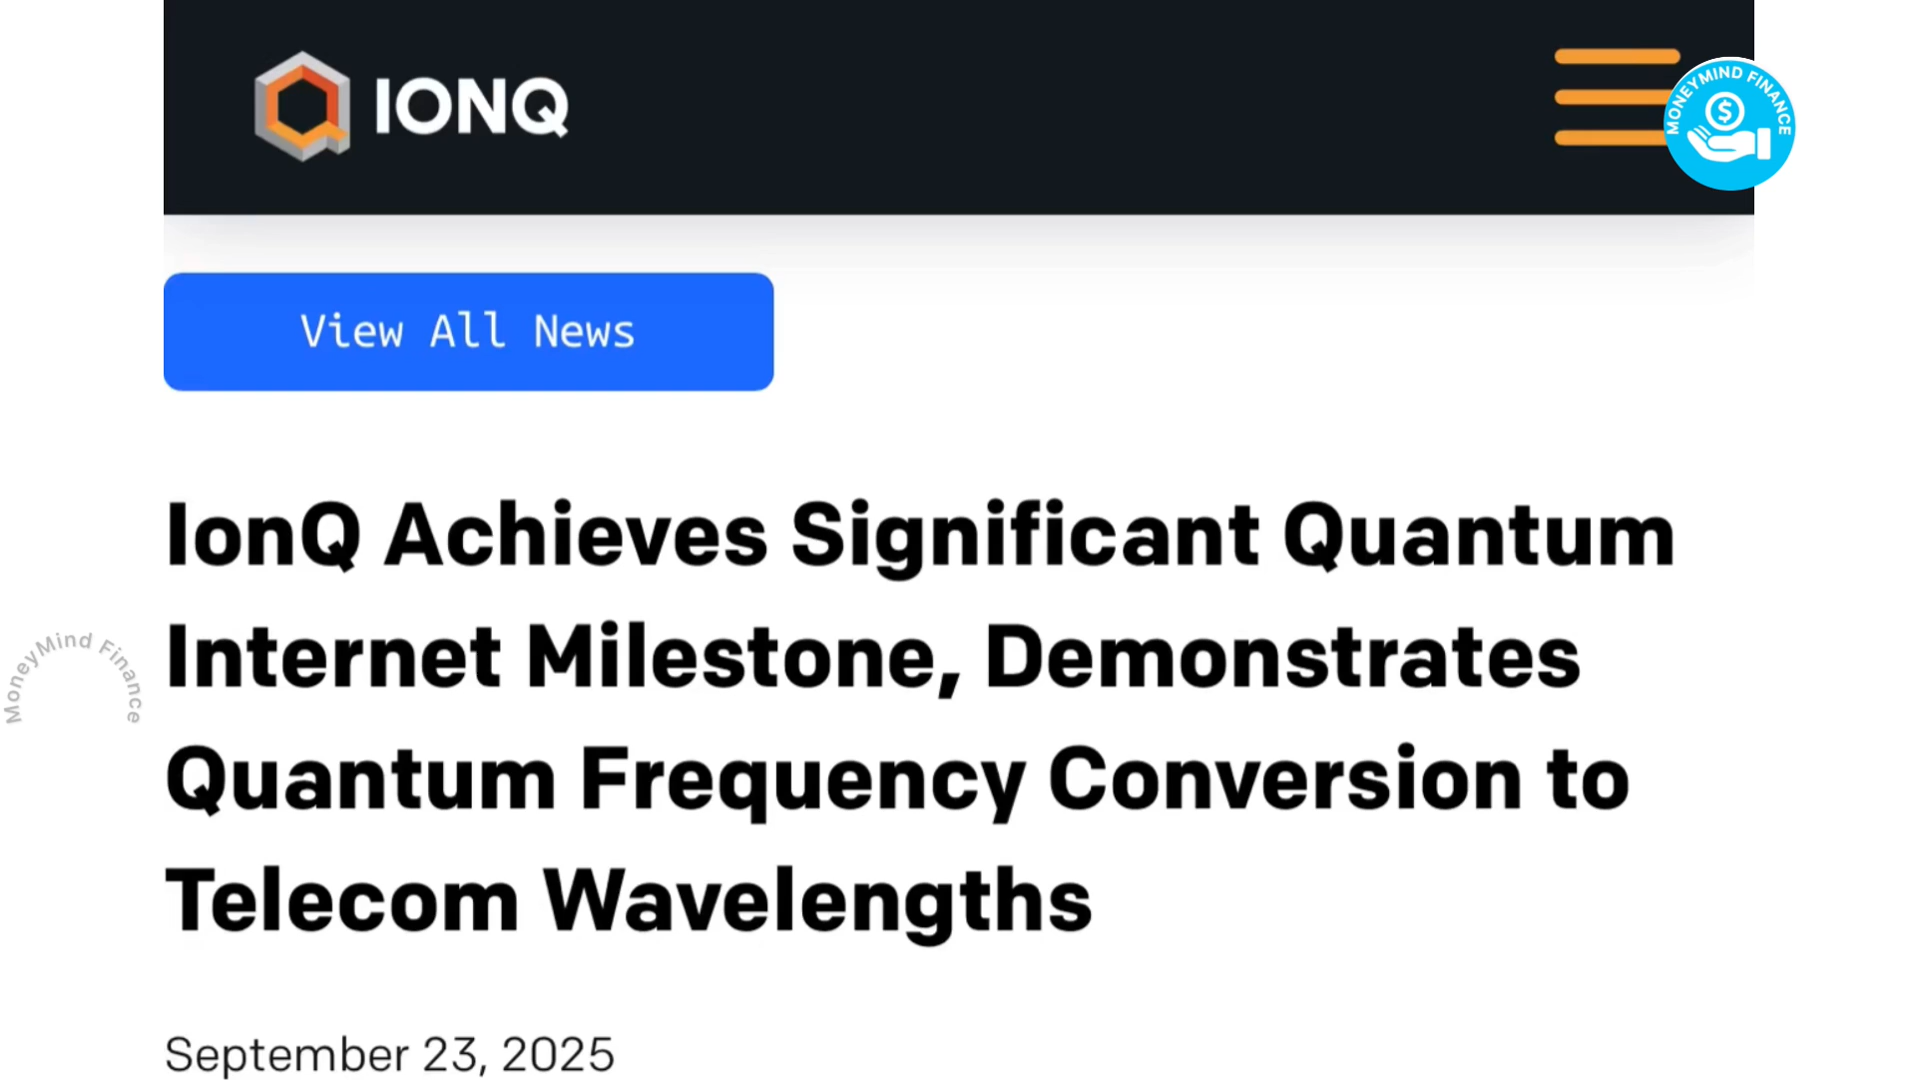 IONQ
MONEYMIND FINANCE
View All News
IonQ Achieves Significant Quantum
Internet Milestone, Demonstrates
Quantum Frequency Conversion to
Telecom Wavelengths
MoneyMind Finance
September 23, 2025